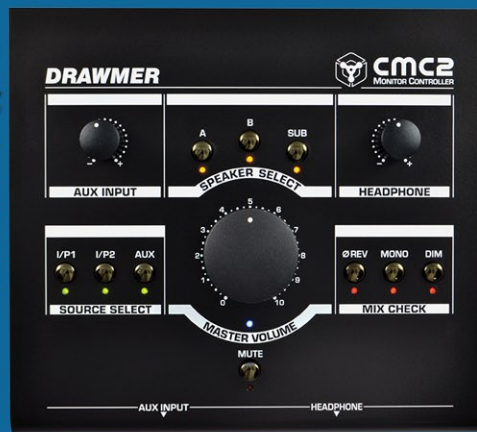 DRAWMER
CMC2
MONITOR CONTROLLER
A
B
SUB
- +
AUX INPUT
SPEAKER SELECT
- +
HEADPHONE
I/P1 I/P2 AUX
SOURCE SELECT
0 1 2 3 4 5 6 7 8 9 10
MASTER VOLUME
ØREV MONO DIM
MIX CHECK
MUTE
AUX INPUT
HEADPHONE